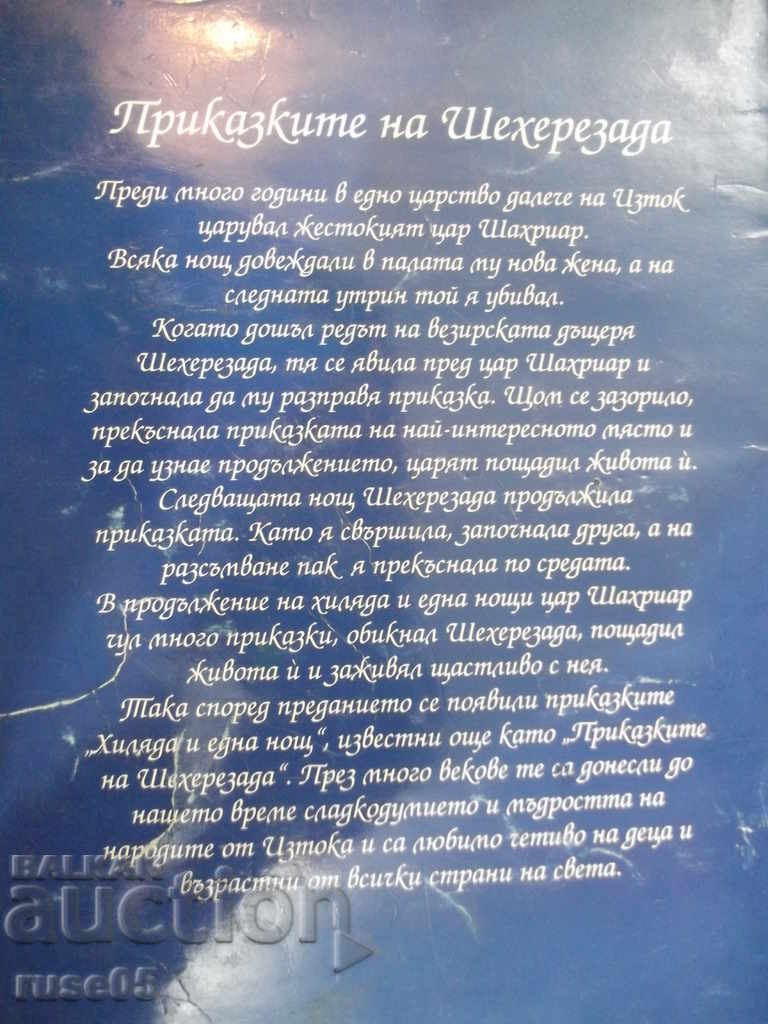 Приказките на Шехерезада
Преди много години в едно царство далече на Изток
царувал жестокият цар Шахриар.
Всяка нощ довеждали в палата му нова жена, а на
следната утрин той я убивал.
Когато дошъл редът на везирската дъщеря
Шехерезада, тя се явила пред цар Шахриар и
започнала да му разправя приказка. Щом се зазорило,
прекъснала приказката на най-интересното място и
за да узнае продължението, царят пощадил живота ѝ.
Следващата нощ Шехерезада продължила
приказката. Като я свършила, започнала друга, а на
разсъмване пак я прекъснала по средата.
В продължение на хиляда и една нощи цар Шахриар
чул много приказки, обикнал Шехерезада, пощадил
живота ѝ и заживял щастливо с нея.
Така според преданието се появили приказките
„Хиляда и една нощ“, известни още като „Приказките
на Шехерезада“. През много векове те са донесли до
нашето време сладкодумието и мъдростта на
народите от Изтока и са любимо четиво на деца и
възрастни от всички страни на света.
BALKAN
auction
ruse05